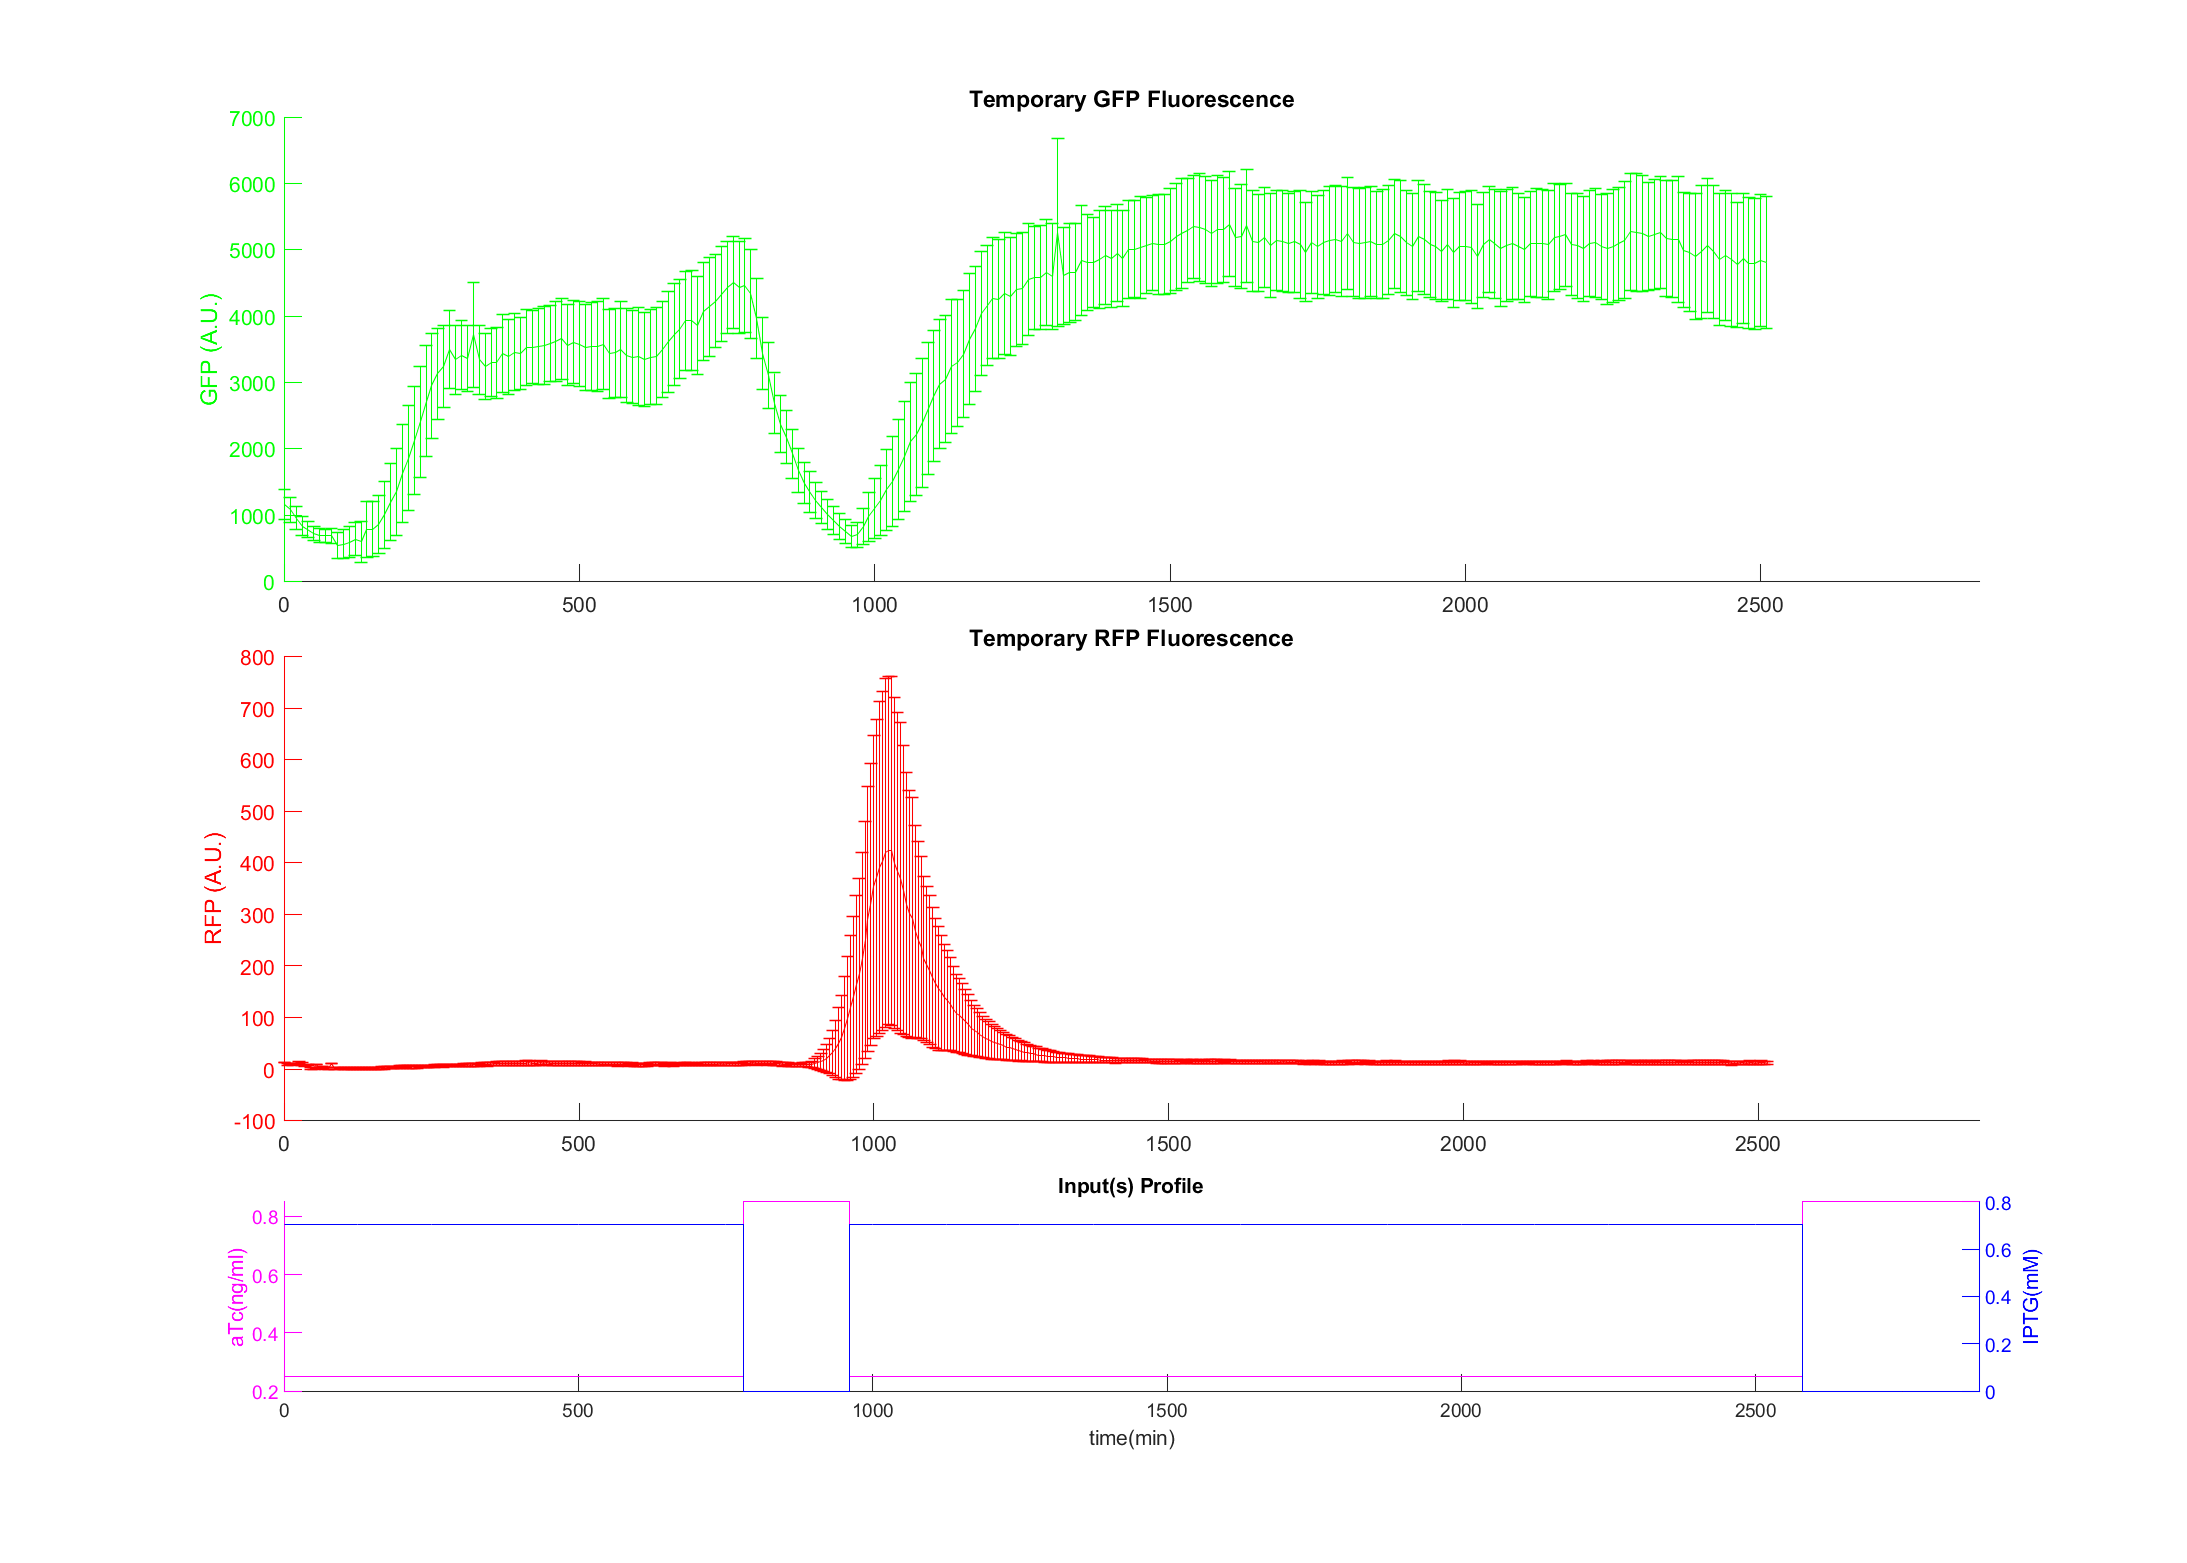 Temporary GFP Fluorescence
7000
6000
5000
4000
3000
2000
1000
0
GFP (A.U.)
0 500 1000 1500 2000 2500
Temporary RFP Fluorescence
800
700
600
500
400
300
200
100
0
-100
RFP (A.U.)
0 500 1000 1500 2000 2500
Input(s) Profile
0.8
0.6
0.4
0.2
aTc(ng/ml)
0.8
0.6
0.4
0.2
0
IPTG(mM)
0 500 1000 1500 2000 2500
time(min)